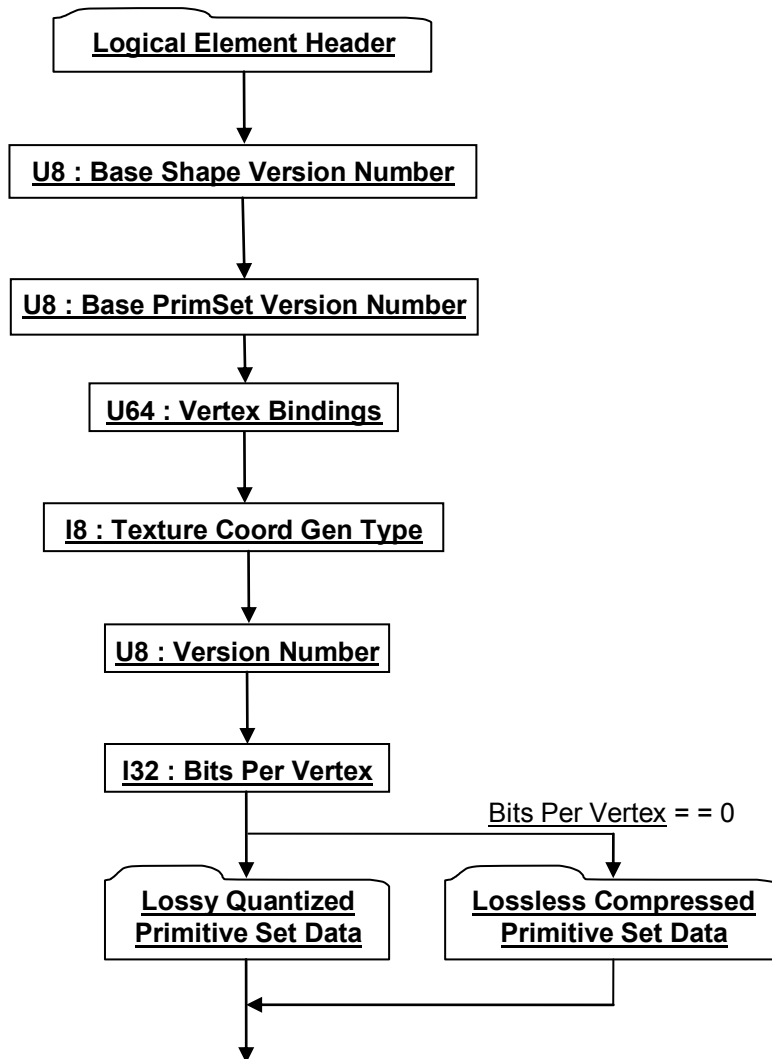 Logical Element Header
U8 : Base Shape Version Number
U8 : Base PrimSet Version Number
U64 : Vertex Bindings
I8 : Texture Coord Gen Type
U8 : Version Number
I32 : Bits Per Vertex
Bits Per Vertex = = 0
Lossy Quantized
Primitive Set Data
Lossless Compressed
Primitive Set Data